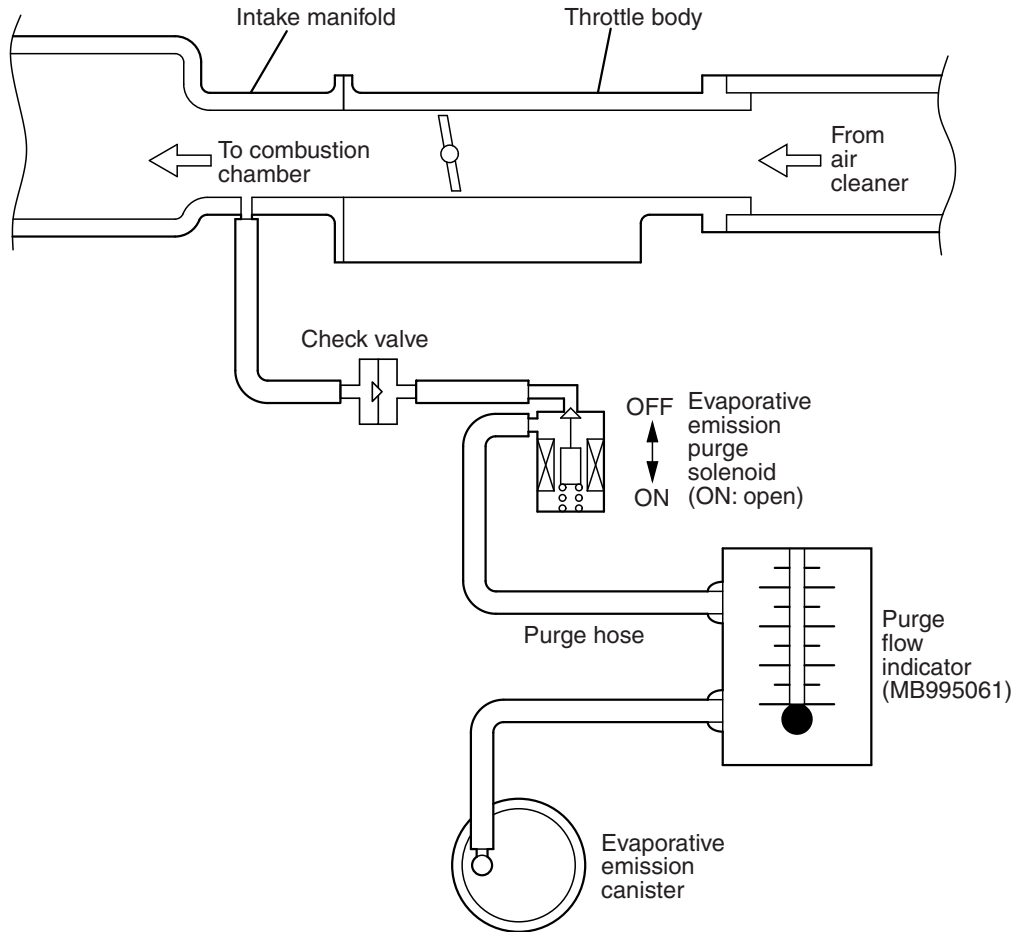 Intake manifold
Throttle body
To combustion
chamber
From
air
cleaner
Check valve
OFF
ON
Evaporative
emission
purge
solenoid
(ON: open)
Purge hose
Purge
flow
indicator
(MB995061)
Evaporative
emission
canister